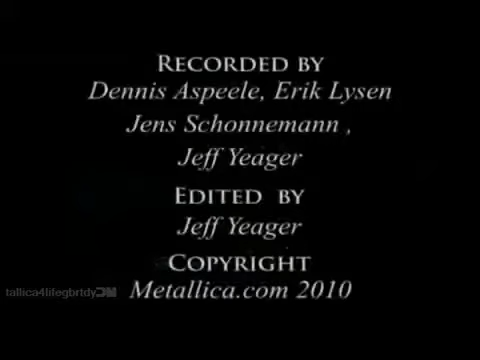 RECORDED BY
Dennis Aspeele, Erik Lysen
Jens Schonnemann ,
Jeff Yeager
EDITED BY
Jeff Yeager
COPYRIGHT
Metallica.com 2010